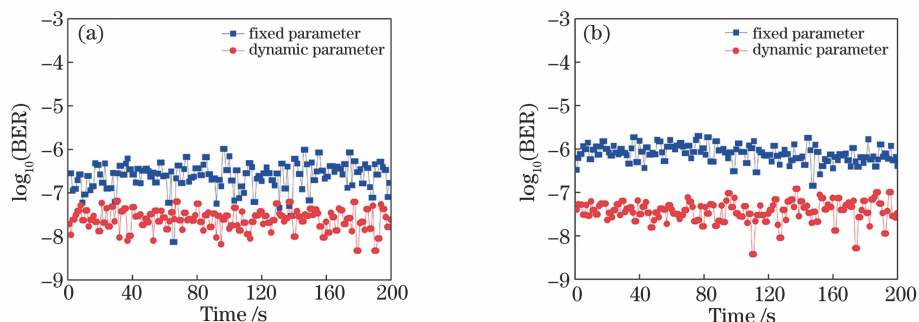 (a)
fixed parameter
dynamic parameter
log10(BER)
−3
−4
−5
−6
−7
−8
−9
0 40 80 120 160 200
Time /s
(b)
fixed parameter
dynamic parameter
log10(BER)
−3
−4
−5
−6
−7
−8
−9
0 40 80 120 160 200
Time /s